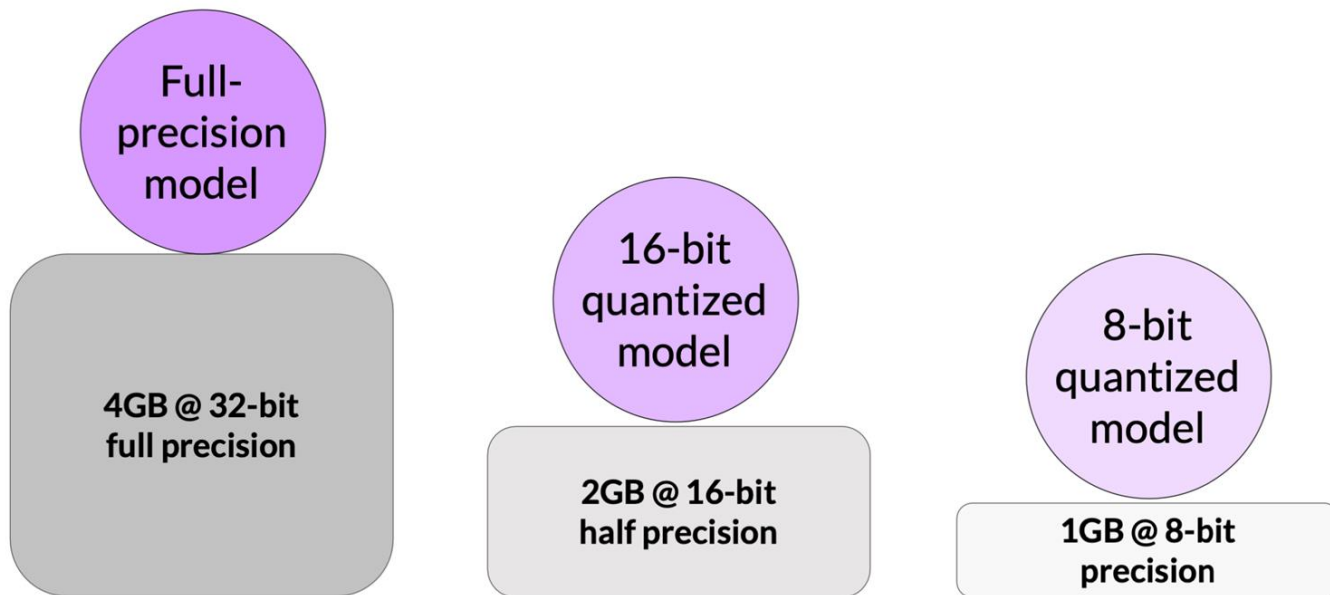 Full-
precision
model
4GB @ 32-bit
full precision
16-bit
quantized
model
2GB @ 16-bit
half precision
8-bit
quantized
model
1GB @ 8-bit
precision